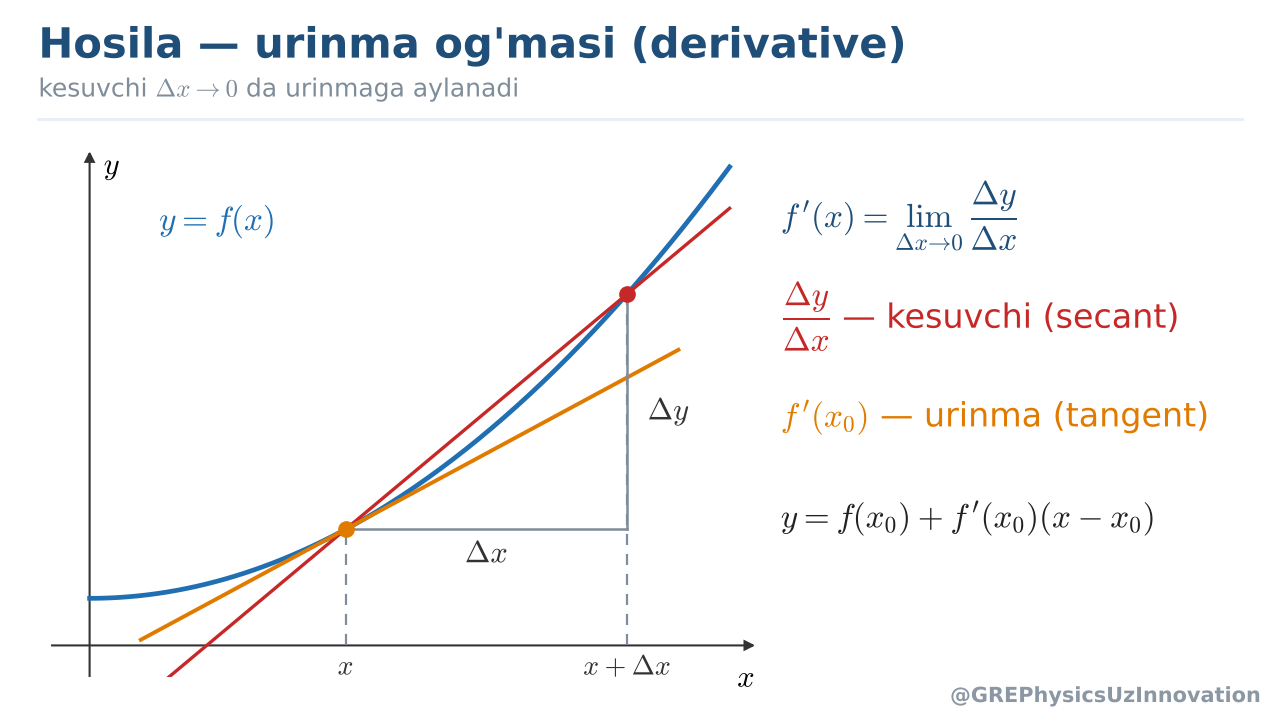 Hosila — urinma og'masi (derivative)
kesuvchi Δx → 0 da urinmaga aylanadi
y
y = f(x)
f′(x) = lim_{Δx→0} Δy/Δx
Δy/Δx — kesuvchi (secant)
Δy
f′(x₀) — urinma (tangent)
y = f(x₀) + f′(x₀)(x − x₀)
Δx
x
x + Δx
x
@GREPhysicsUzInnovation